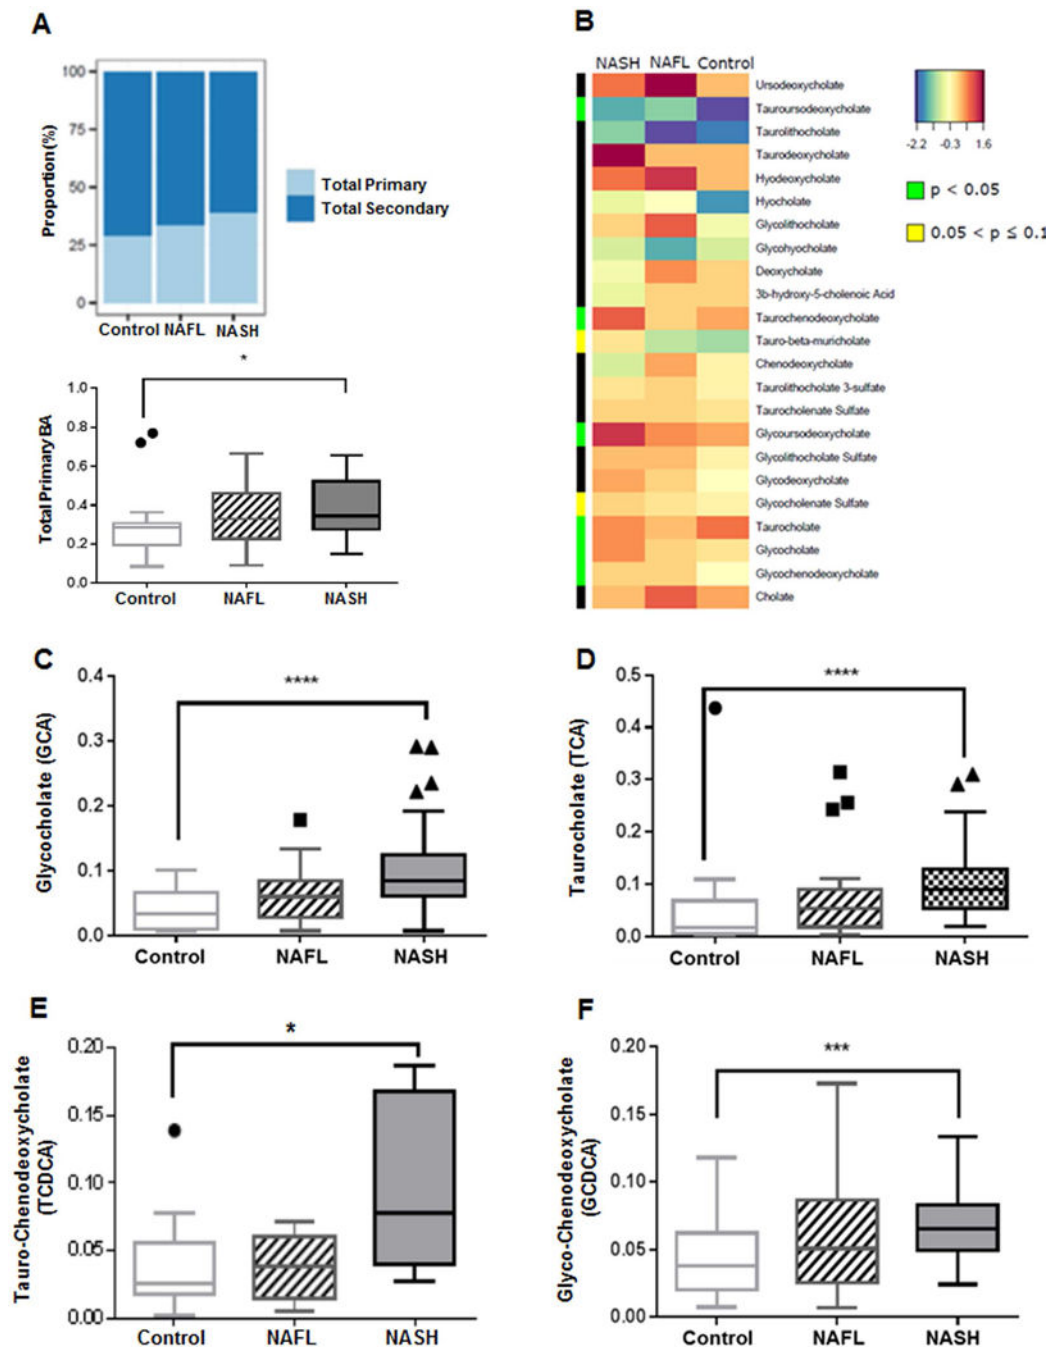 A
100
75
50
25
0
Proportion(%)
Control NAFL NASH
Total Primary
Total Secondary
*
1.0
0.8
0.6
0.4
0.2
0.0
Total Primary BA
Control NAFL NASH
B
NASH NAFL Control
Ursodeoxycholate
Tauroursodeoxycholate
Taurolithocholate
Taurodeoxycholate
Hyodeoxycholate
Hyocholate
Glycolithocholate
Glycohyocholate
Deoxycholate
3b-hydroxy-5-cholenoic Acid
Taurochenodeoxycholate
Tauro-beta-muricholate
Chenodeoxycholate
Taurolithocholate 3-sulfate
Taurocholenate Sulfate
Glycoursodeoxycholate
Glycolithocholate Sulfate
Glycodeoxycholate
Glycocholenate Sulfate
Taurocholate
Glycocholate
Glycochenodeoxycholate
Cholate
-2.2 -0.3 1.6
p < 0.05
0.05 < p ≤ 0.1
C
0.4
0.3
0.2
0.1
0.0
Glycocholate (GCA)
****
Control NAFL NASH
D
0.5
0.4
0.3
0.2
0.1
0.0
Taurocholate (TCA)
****
Control NAFL NASH
E
0.20
0.15
0.10
0.05
0.00
Tauro-Chenodeoxycholate
(TCDCA)
*
Control NAFL NASH
F
0.20
0.15
0.10
0.05
0.00
Glyco-Chenodeoxycholate
(GCDCA)
***
Control NAFL NASH